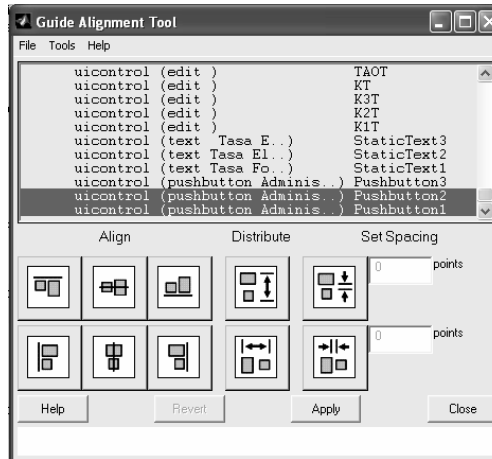 Guide Alignment Tool
File Tools Help
uicontrol (edit ) TAOT
uicontrol (edit ) KT
uicontrol (edit ) K3T
uicontrol (edit ) K2T
uicontrol (edit ) K1T
uicontrol (text Tasa E..) StaticText3
uicontrol (text Tasa El..) StaticText2
uicontrol (text Tasa Fo..) StaticText1
uicontrol (pushbutton Adminis..) Pushbutton3
uicontrol (pushbutton Adminis..) Pushbutton2
uicontrol (pushbutton Adminis..) Pushbutton1
Align Distribute Set Spacing
0 points
0 points
Help Revert Apply Close